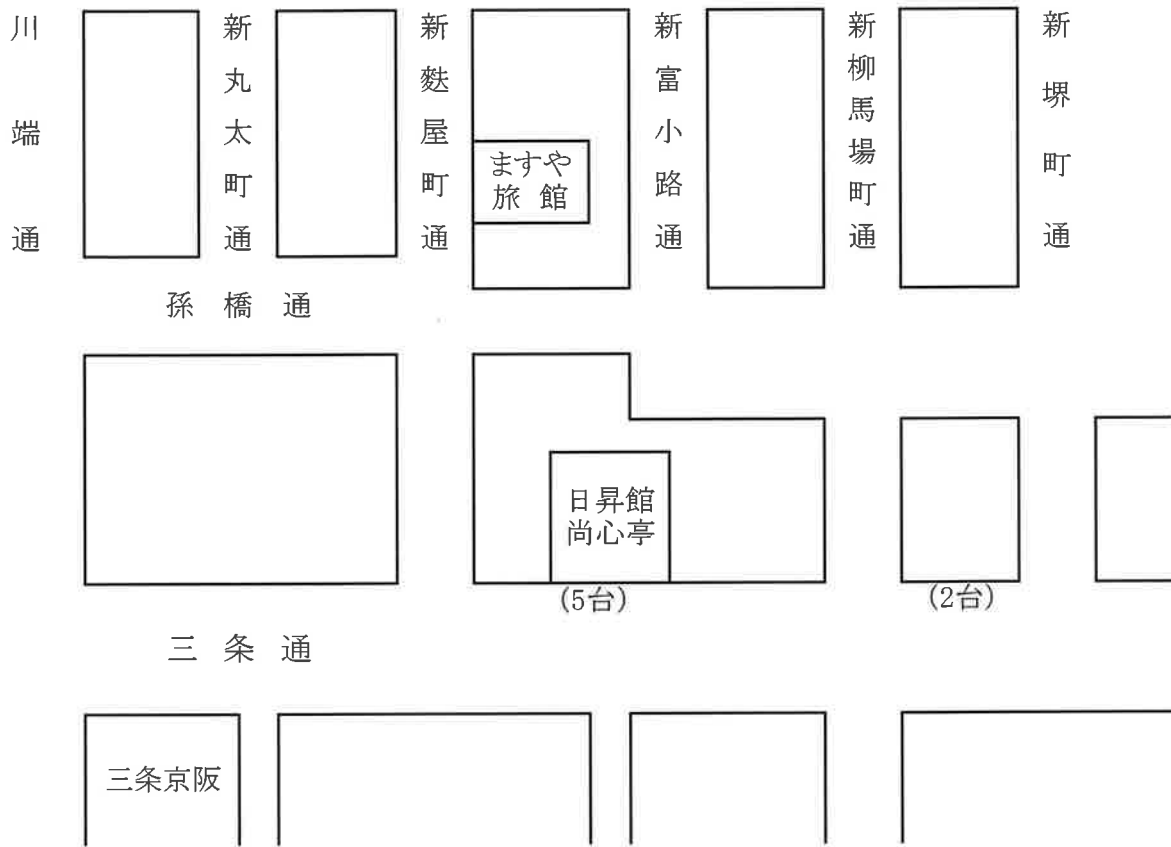 川端通
新丸太町通
新麩屋町通
新富小路通
新柳馬場町通
新堺町通
ますや
旅館
孫橋通
日昇館
尚心亭
(5台)
(2台)
三条通
三条京阪